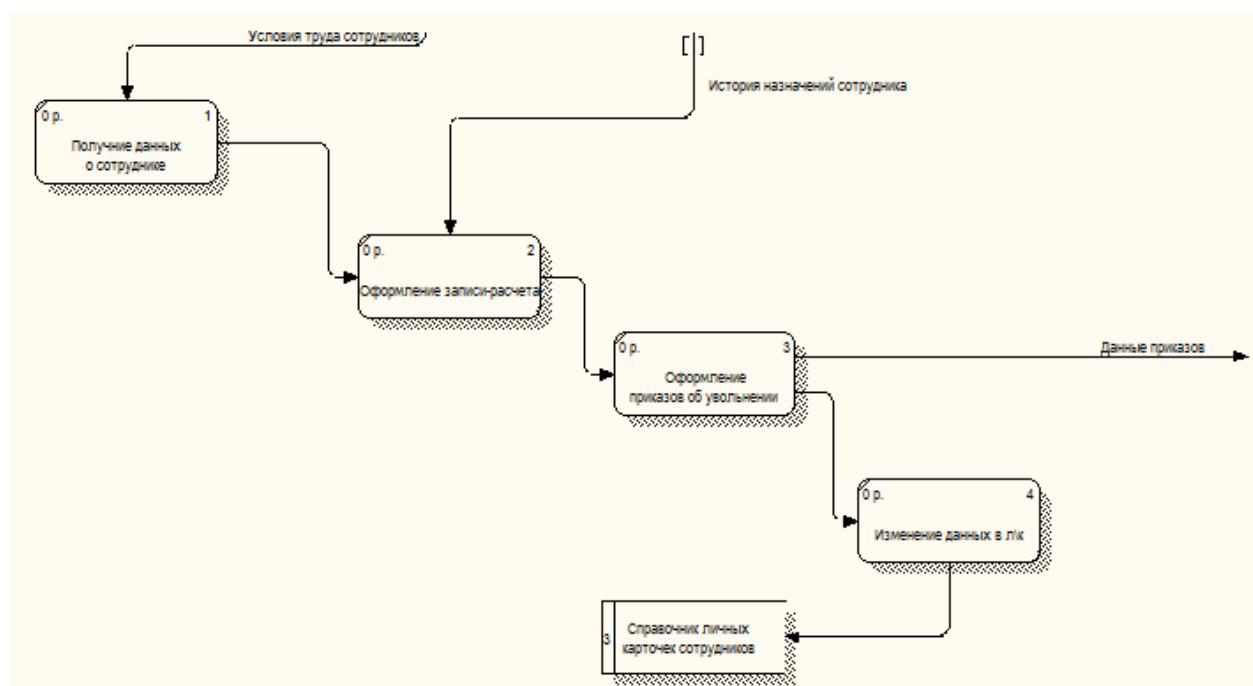 Условия труда сотрудников
[ ]
История назначений сотрудника
0 р. 1
Получние данных
о сотруднике
0 р. 2
Оформление записи-расчета
0 р. 3
Оформление
приказов об увольнении
Данные приказов
0 р. 4
Изменение данных в л\к
3
Справочник личных
карточек сотрудников